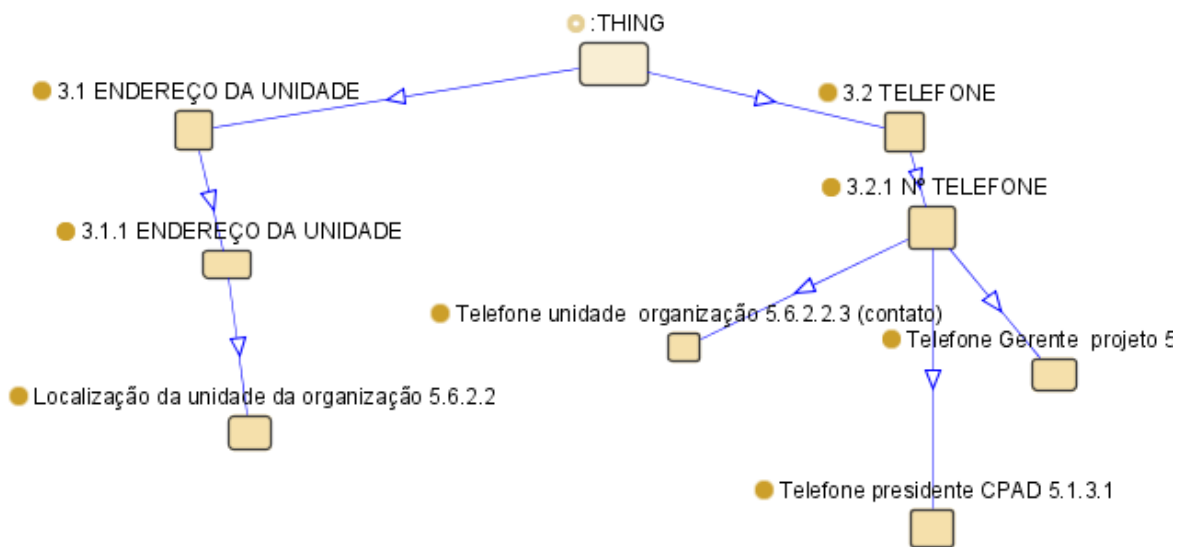 :THING
3.1 ENDEREÇO DA UNIDADE
3.2 TELEFONE
3.2.1 Nº TELEFONE
3.1.1 ENDEREÇO DA UNIDADE
Telefone unidade organização 5.6.2.2.3 (contato)
Telefone Gerente projeto 5
Localização da unidade da organização 5.6.2.2
Telefone presidente CPAD 5.1.3.1